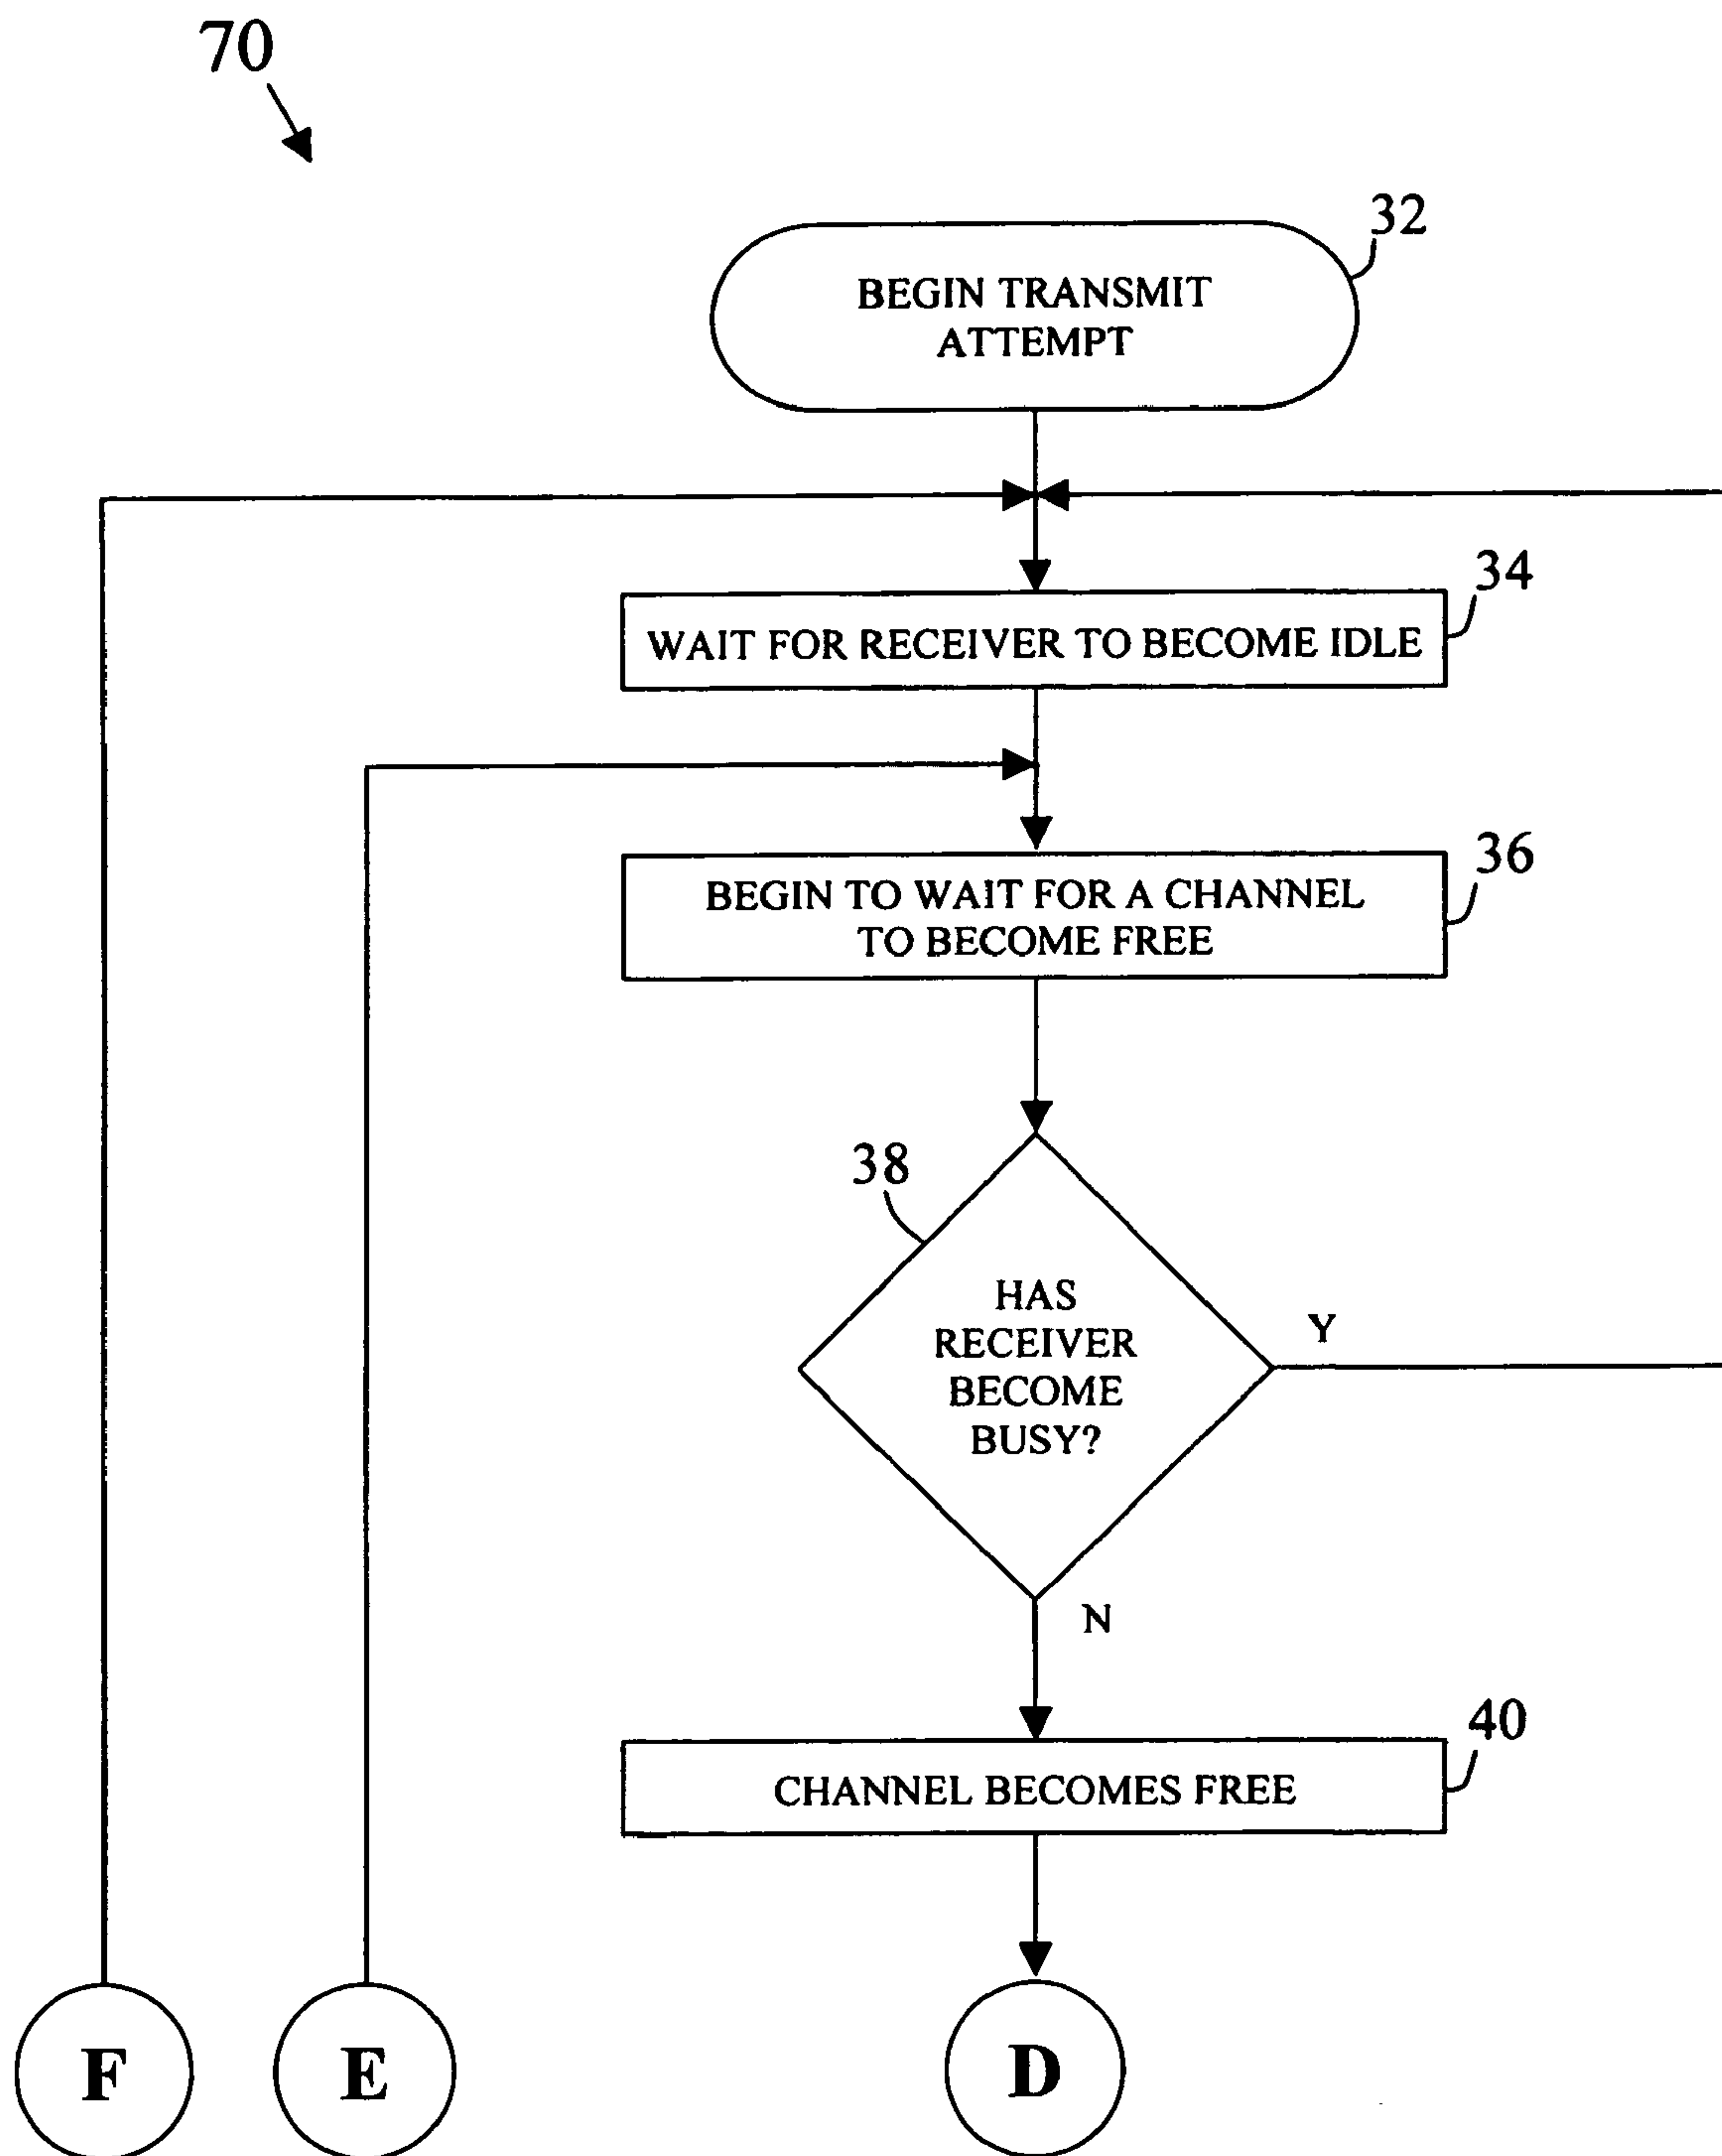 70
32
BEGIN TRANSMIT
ATTEMPT
34
WAIT FOR RECEIVER TO BECOME IDLE
36
BEGIN TO WAIT FOR A CHANNEL
TO BECOME FREE
38
HAS
RECEIVER
BECOME
BUSY?
Y
N
40
CHANNEL BECOMES FREE
F
E
D